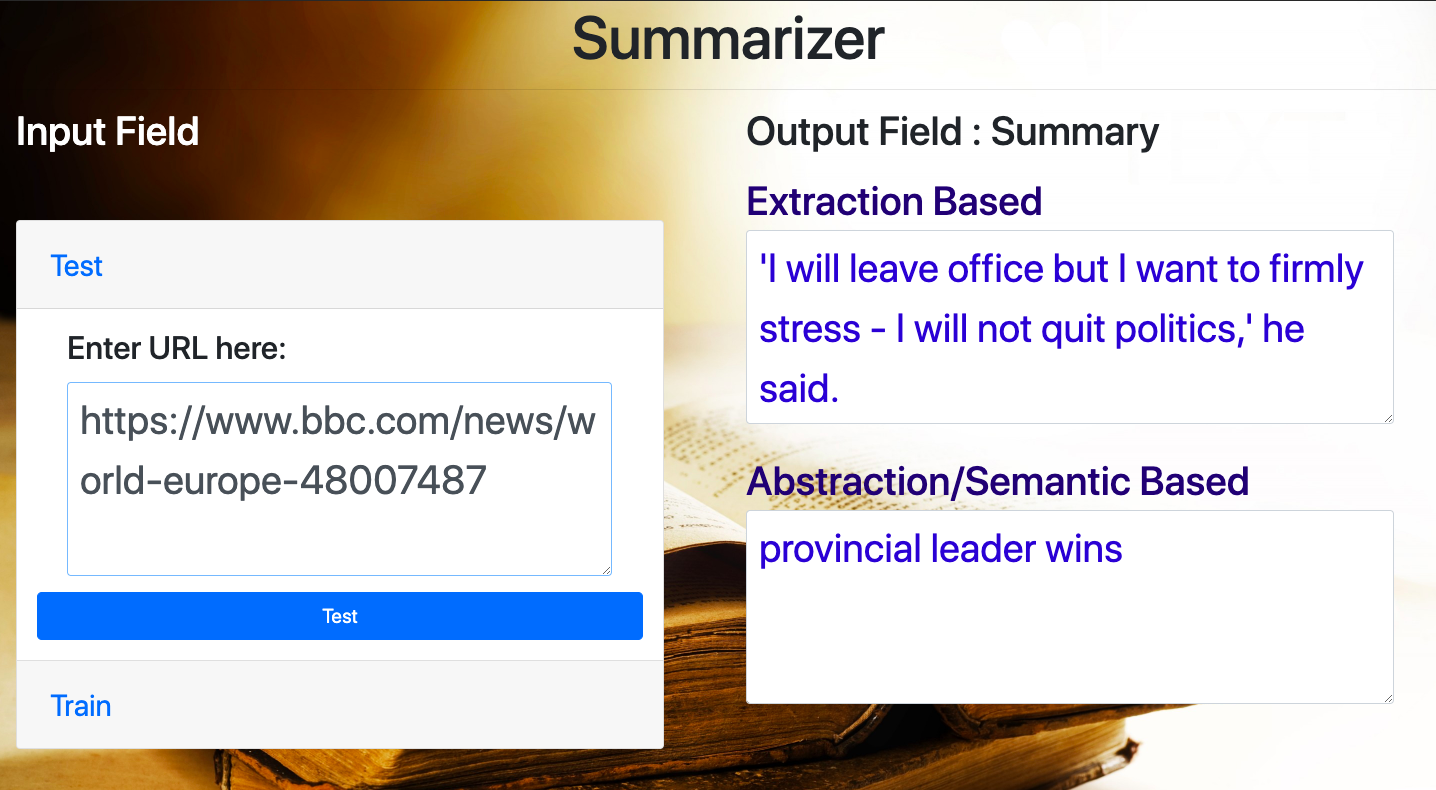 Summarizer
Input Field
Test
Enter URL here:
https://www.bbc.com/news/w
orld-europe-48007487
Test
Train
Output Field : Summary
Extraction Based
'I will leave office but I want to firmly
stress - I will not quit politics,' he
said.
Abstraction/Semantic Based
provincial leader wins